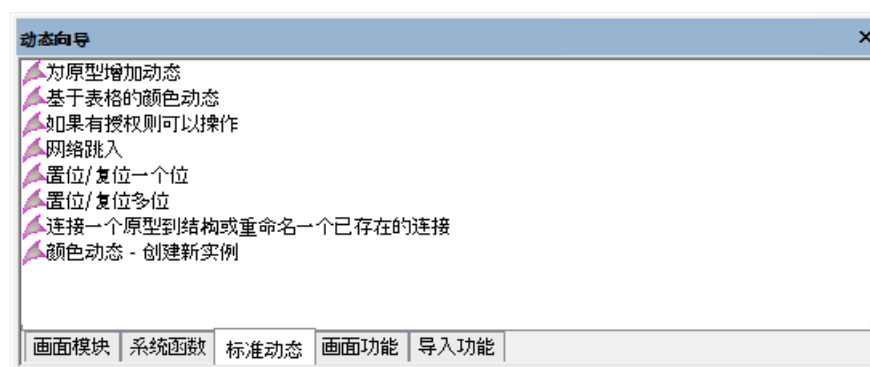 动态向导
为原型增加动态
基于表格的颜色动态
如果有授权则可以操作
网络跳入
置位/复位一个位
置位/复位多位
连接一个原型到结构或重命名一个已存在的连接
颜色动态 - 创建新实例
画面模块 系统函数 标准动态 画面功能 导入功能